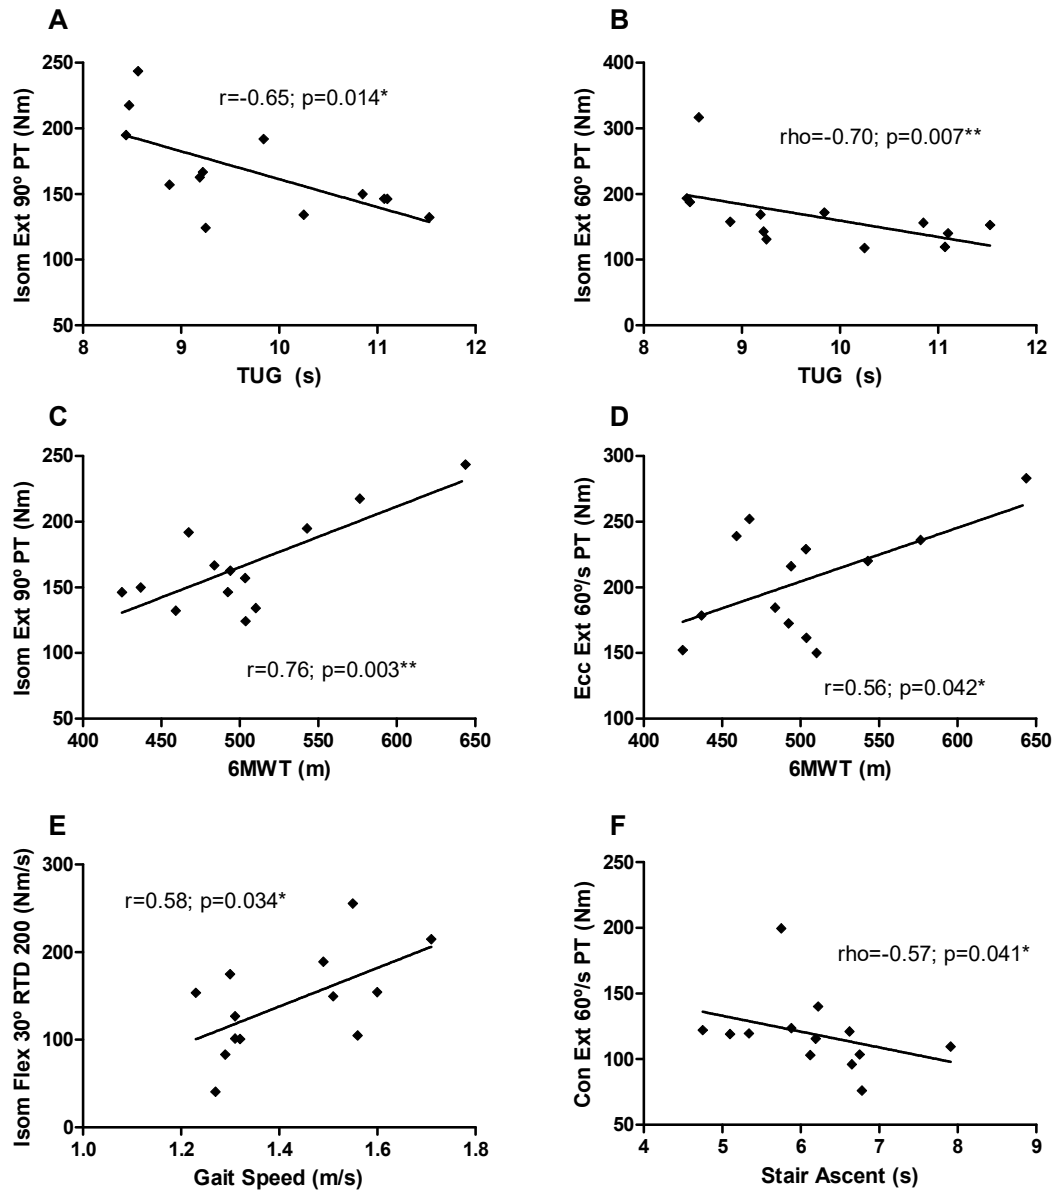 A
Isom Ext 90º PT (Nm)
250
200
150
100
50
r=-0.65; p=0.014*
8 9 10 11 12
TUG (s)
B
Isom Ext 60º PT (Nm)
400
300
200
100
0
rho=-0.70; p=0.007**
8 9 10 11 12
TUG (s)
C
Isom Ext 90º PT (Nm)
250
200
150
100
50
r=0.76; p=0.003**
400 450 500 550 600 650
6MWT (m)
D
Ecc Ext 60º/s PT (Nm)
300
250
200
150
100
r=0.56; p=0.042*
400 450 500 550 600 650
6MWT (m)
E
Isom Flex 30º RTD 200 (Nm/s)
300
200
100
0
r=0.58; p=0.034*
1.0 1.2 1.4 1.6 1.8
Gait Speed (m/s)
F
Con Ext 60º/s PT (Nm)
250
200
150
100
50
rho=-0.57; p=0.041*
4 5 6 7 8 9
Stair Ascent (s)